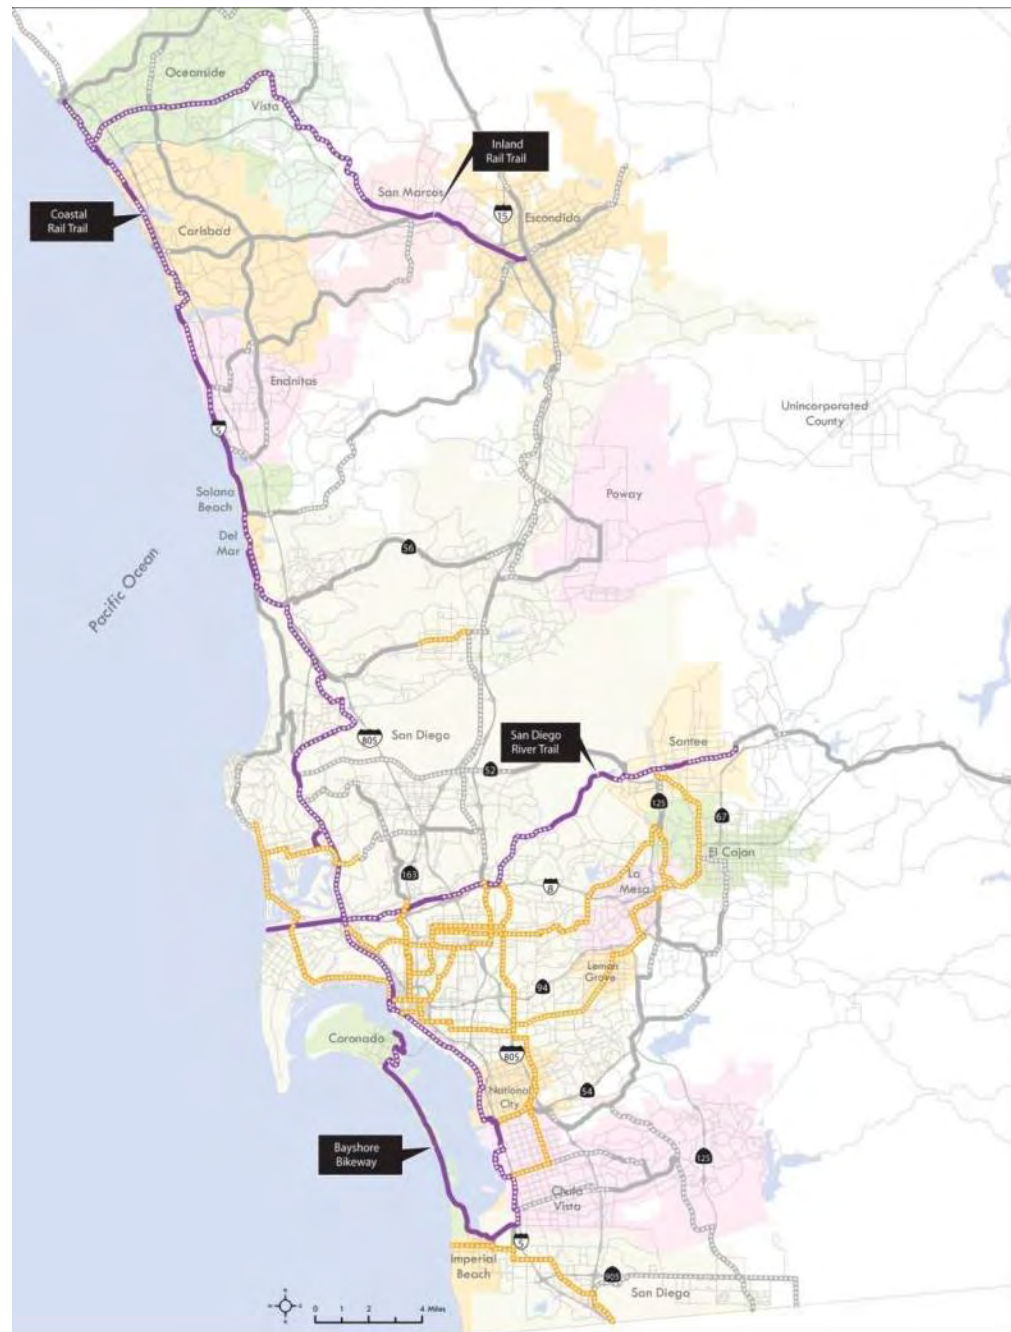 Oceanside
Vista
Inland
Rail Trail
San Marcos
Coastal
Rail Trail
15
Escondido
Carlsbad
Encinitas
Unincorporated
County
5
Solana
Beach
Poway
Del
Mar
56
Pacific Ocean
San Diego
River Trail
Santee
805
San Diego
52
125
67
El Cajon
163
8
La
Mesa
Lemon
Grove
94
Coronado
805
National
City
54
Bayshore
Bikeway
125
Chula
Vista
5
Imperial
Beach
905
San Diego
0 1 2 4 Miles